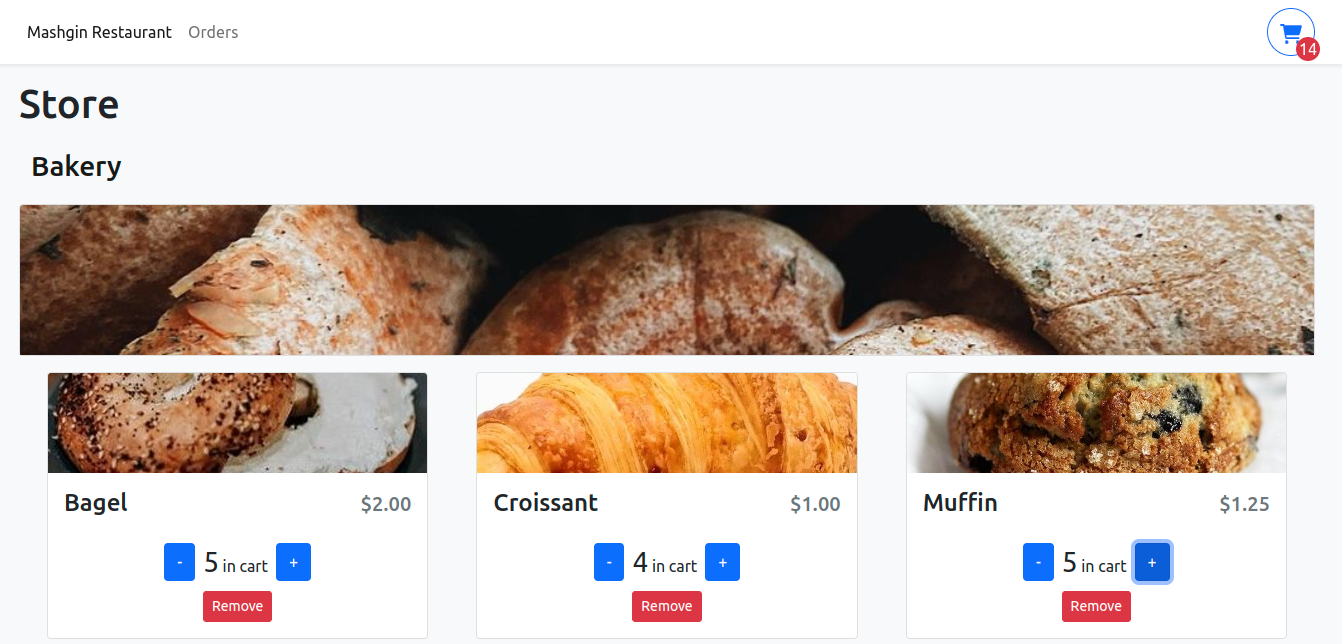 Mashgin Restaurant Orders
14
Store
Bakery
Bagel $2.00
- 5 in cart +
Remove
Croissant $1.00
- 4 in cart +
Remove
Muffin $1.25
- 5 in cart +
Remove